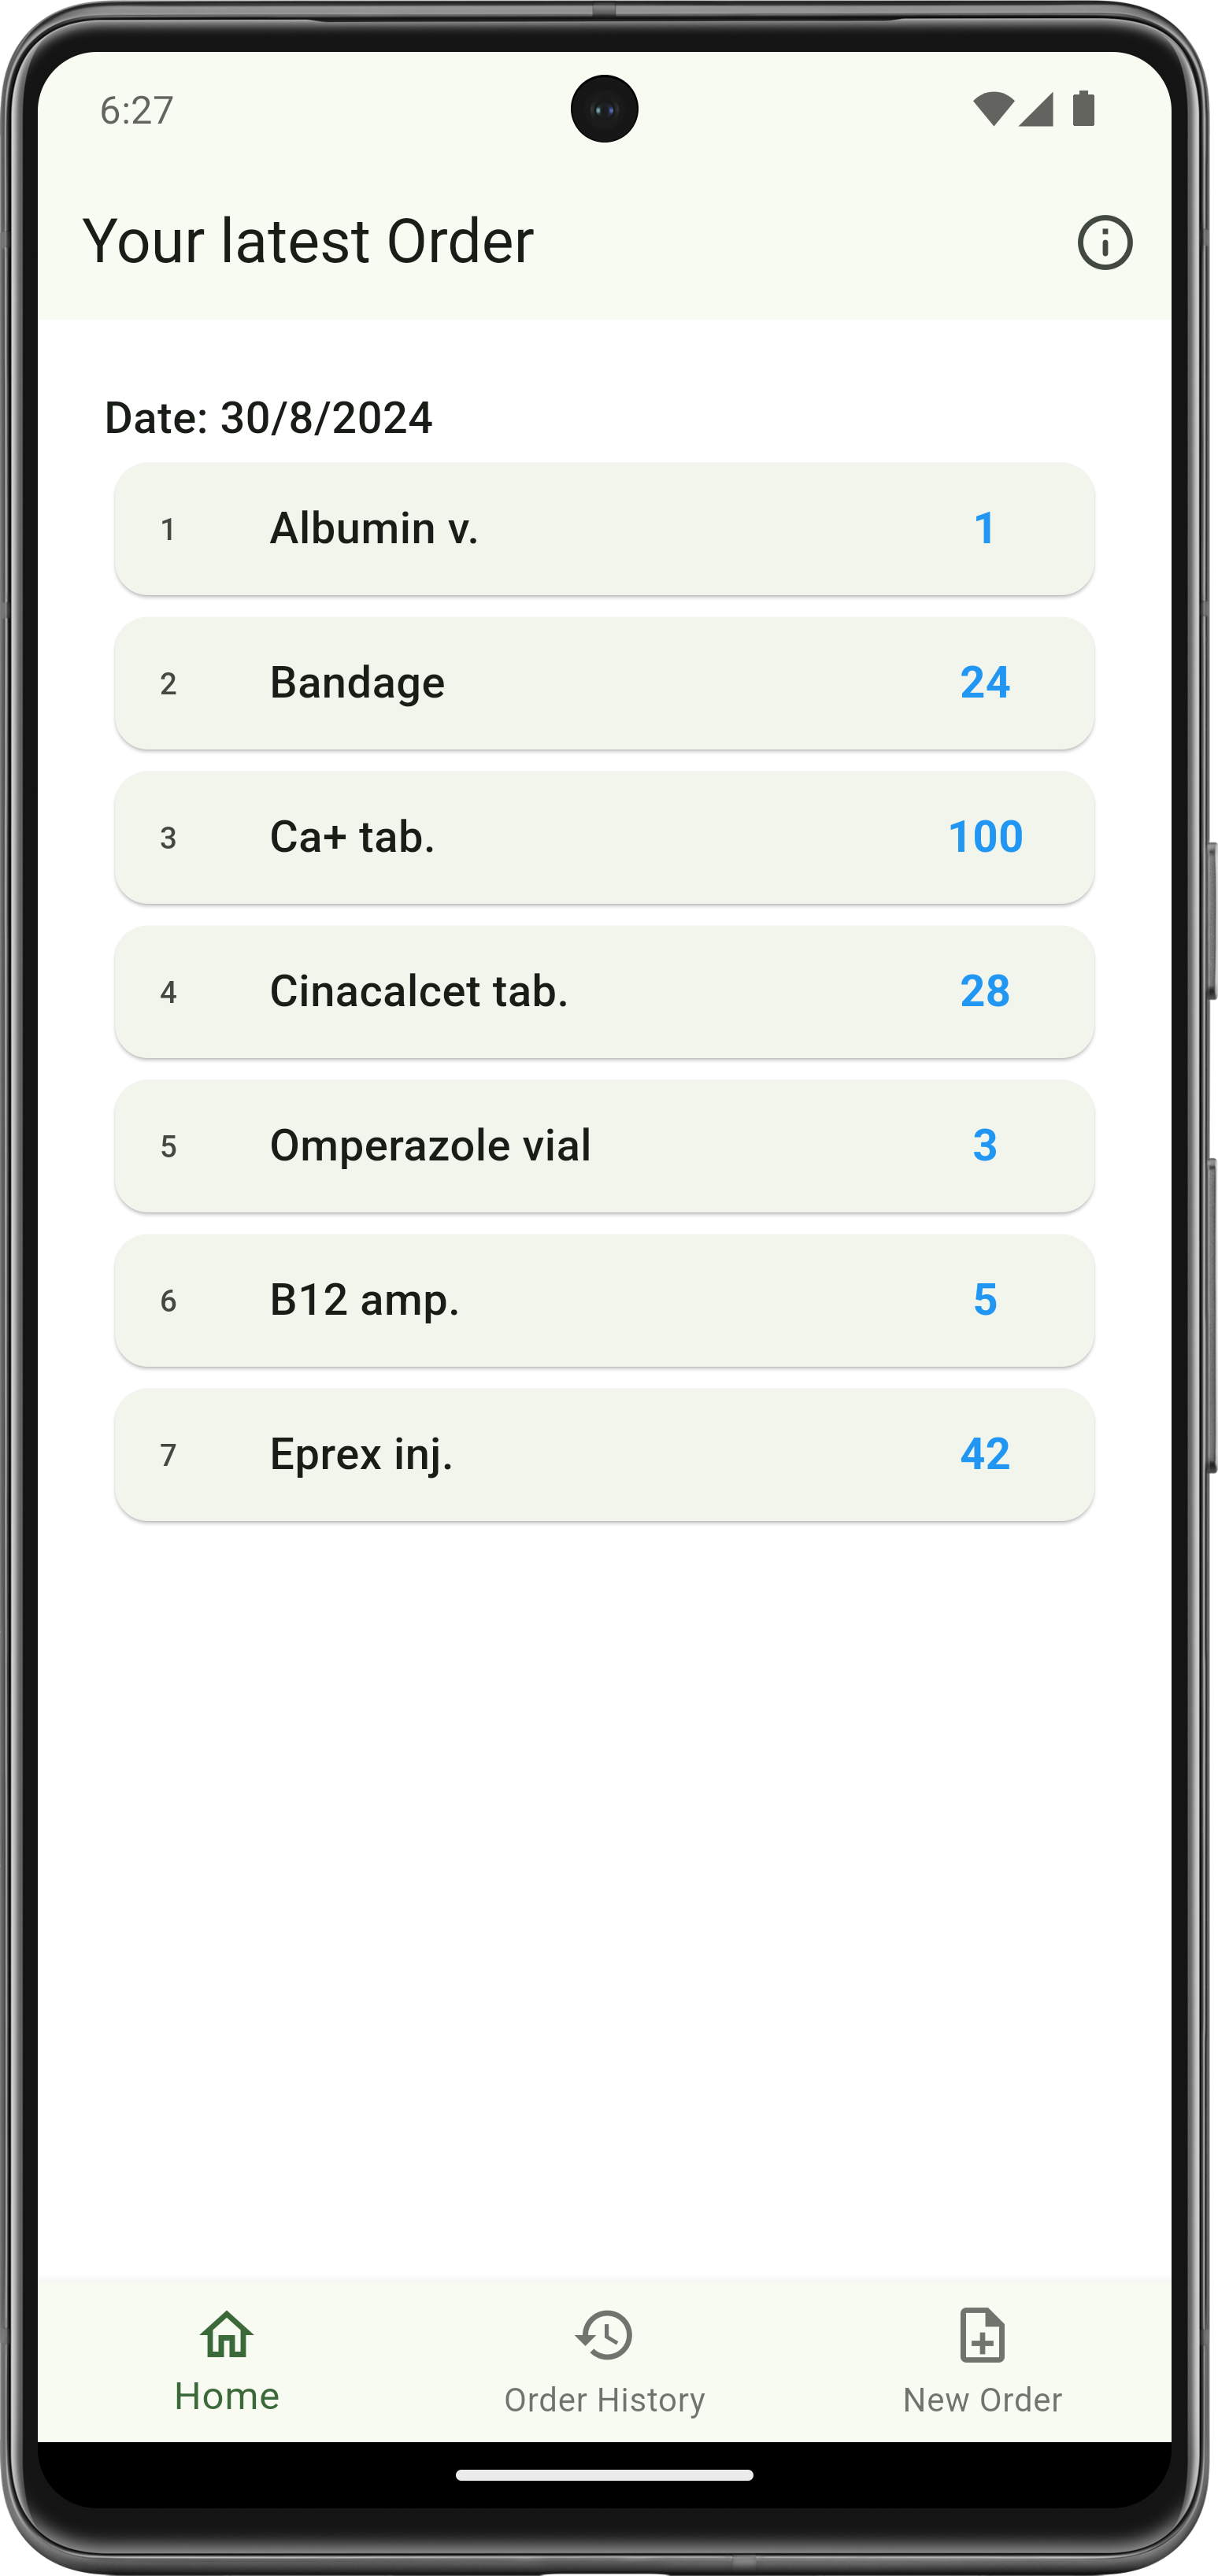 6:27
Your latest Order
Date: 30/8/2024
1 Albumin v. 1
2 Bandage 24
3 Ca+ tab. 100
4 Cinacalcet tab. 28
5 Omperazole vial 3
6 B12 amp. 5
7 Eprex inj. 42
Home Order History New Order